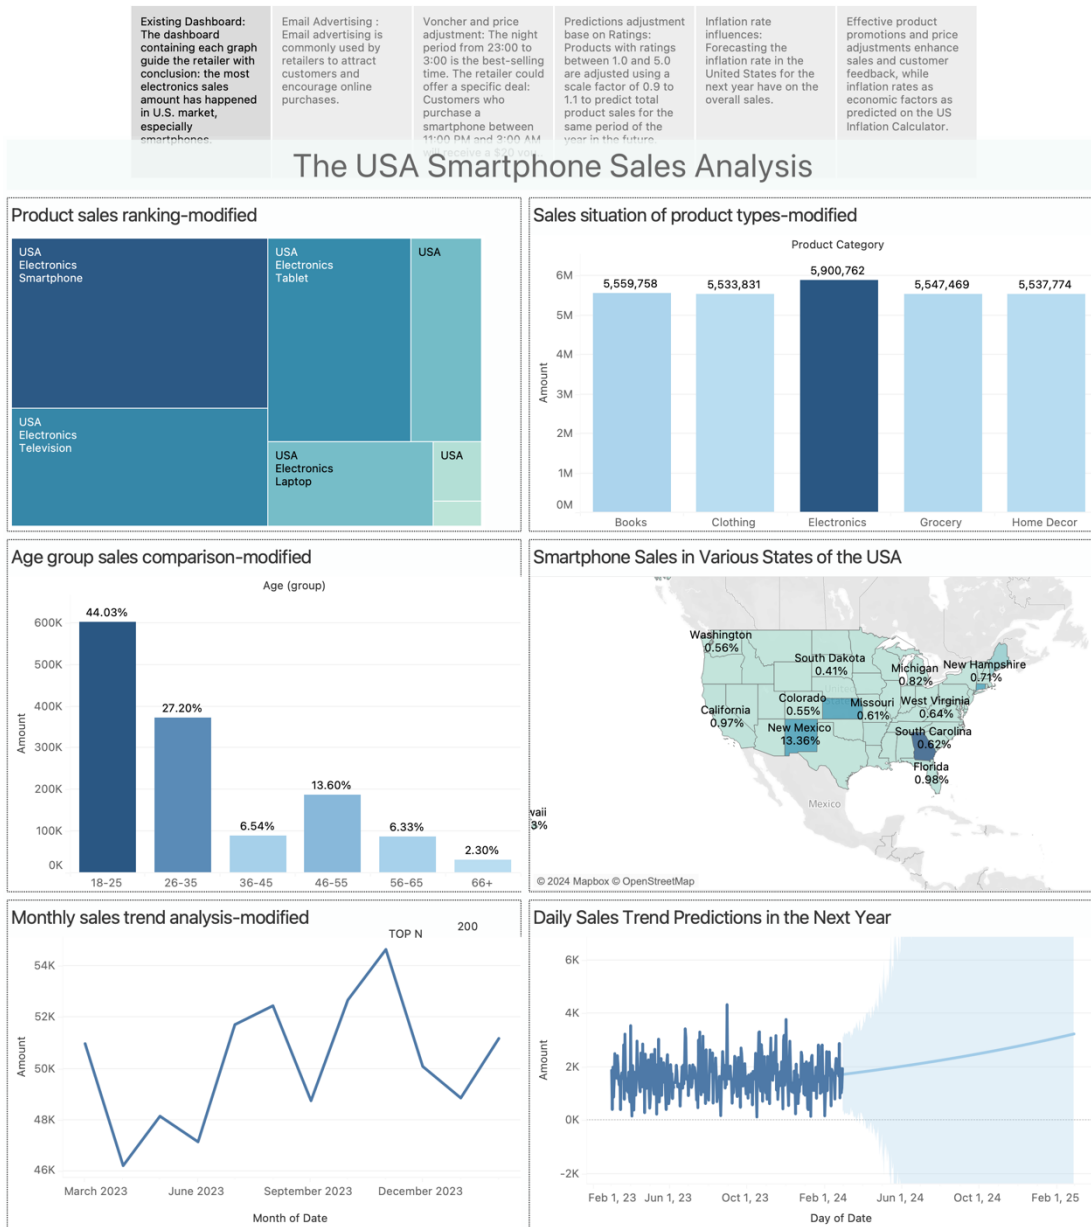 Existing Dashboard:
The dashboard
containing each graph
guide the retailer with
conclusion: the most
electronics sales
amount has happened
in U.S. market,
especially
smartphones.
Email Advertising :
Email advertising is
commonly used by
retailers to attract
customers and
encourage online
purchases.
Voncher and price
adjustment: The night
period from 23:00 to
3:00 is the best-selling
time. The retailer could
offer a specific deal:
Customers who
purchase a
smartphone between
11:00 PM and 3:00 AM
will receive a $20 vou
Predictions adjustment
base on Ratings:
Products with ratings
between 1.0 and 5.0
are adjusted using a
scale factor of 0.9 to
1.1 to predict total
product sales for the
same period of the
year in the future.
Inflation rate
influences:
Forecasting the
inflation rate in the
United States for the
next year have on the
overall sales.
Effective product
promotions and price
adjustments enhance
sales and customer
feedback, while
inflation rates as
economic factors as
predicted on the US
Inflation Calculator.
The USA Smartphone Sales Analysis
Product sales ranking-modified
USA
Electronics
Smartphone
USA
Electronics
Tablet
USA
USA
Electronics
Television
USA
Electronics
Laptop
USA
Sales situation of product types-modified
Product Category
6M
5M
4M
3M
2M
1M
0M
Amount
5,559,758
5,533,831
5,900,762
5,547,469
5,537,774
Books
Clothing
Electronics
Grocery
Home Decor
Age group sales comparison-modified
Age (group)
600K
500K
400K
300K
200K
100K
0K
Amount
44.03%
27.20%
6.54%
13.60%
6.33%
2.30%
18-25
26-35
36-45
46-55
56-65
66+
Smartphone Sales in Various States of the USA
Washington
0.56%
South Dakota
0.41%
Michigan
0.82%
New Hampshire
0.71%
United
California
0.97%
Colorado
0.55%
Missouri
0.61%
West Virginia
0.64%
New Mexico
13.36%
South Carolina
0.62%
Florida
0.98%
Mexico
vaii
3%
© 2024 Mapbox © OpenStreetMap
Monthly sales trend analysis-modified
TOP N
200
54K
52K
50K
48K
46K
Amount
March 2023
June 2023
September 2023
December 2023
Month of Date
Daily Sales Trend Predictions in the Next Year
6K
4K
2K
0K
-2K
Amount
Feb 1, 23
Jun 1, 23
Oct 1, 23
Feb 1, 24
Jun 1, 24
Oct 1, 24
Feb 1, 25
Day of Date